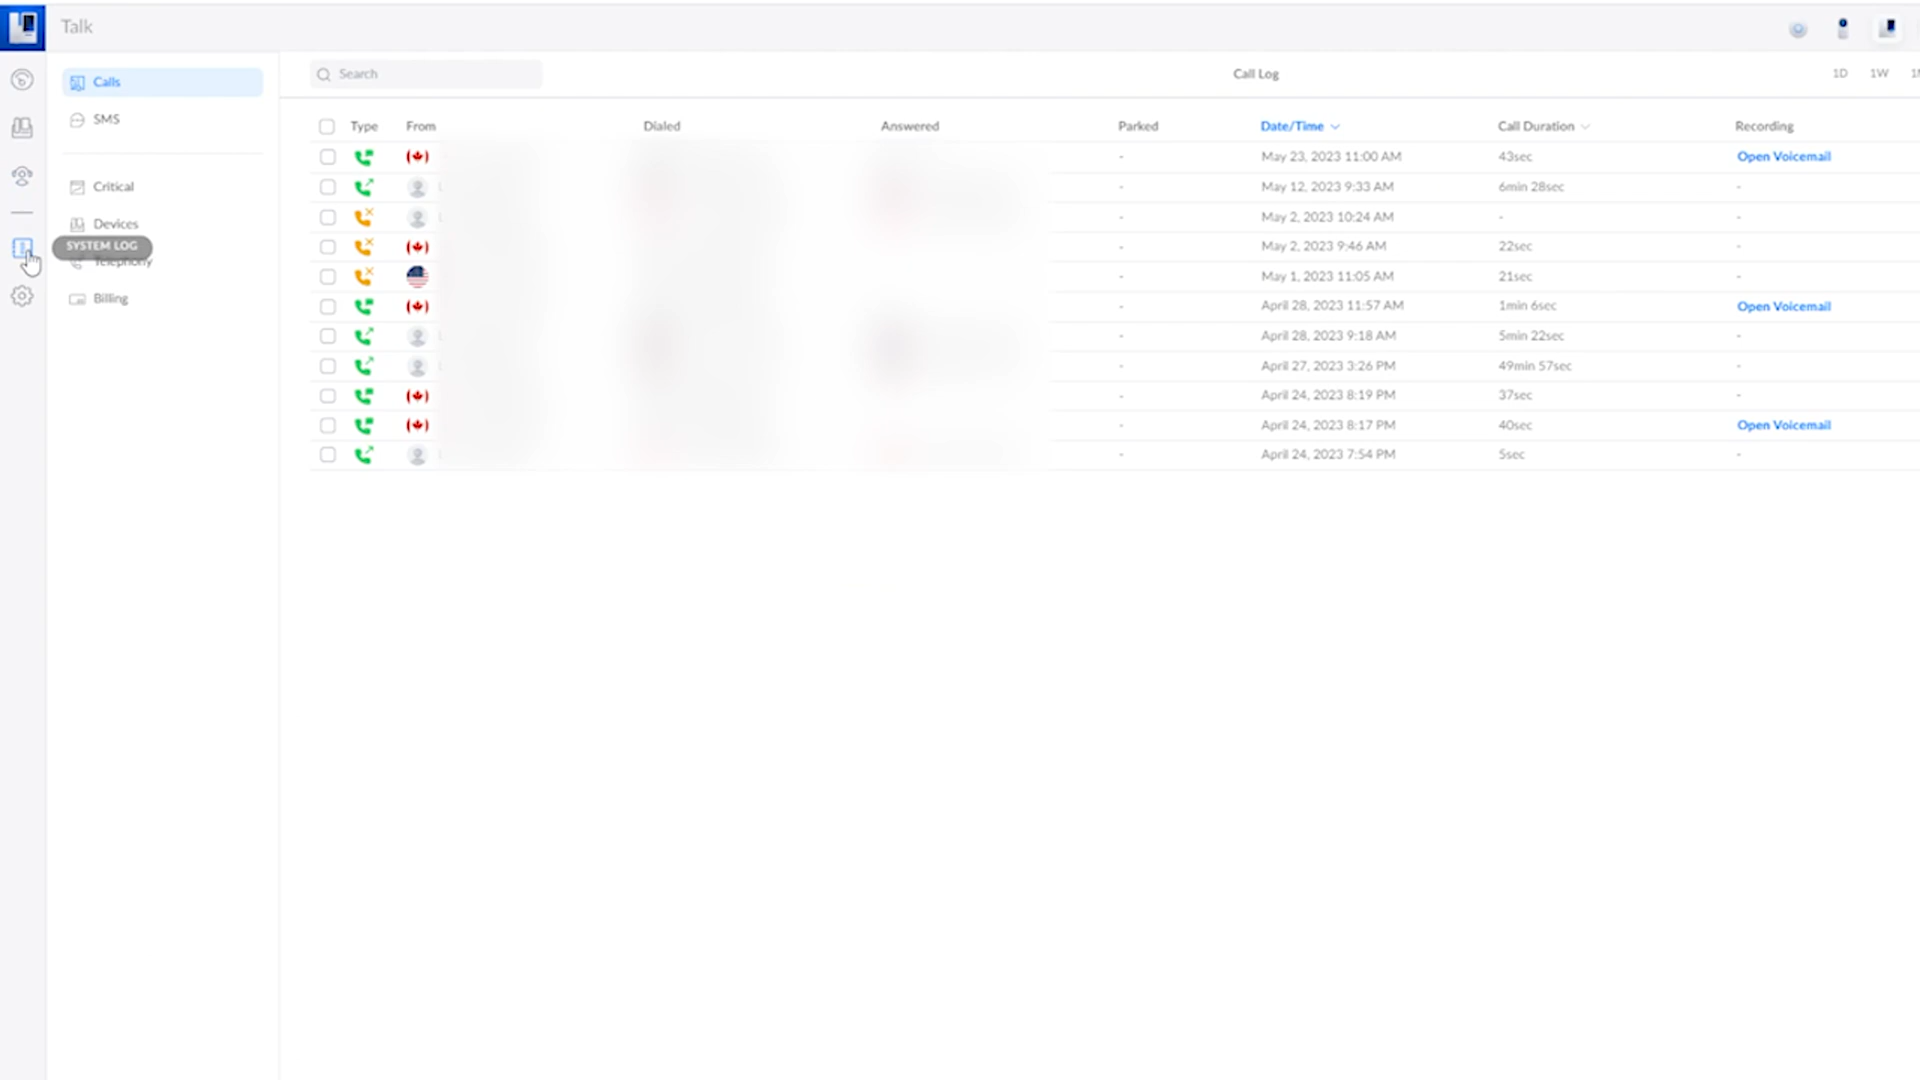 Talk
Search
Call Log
1D 1W
Calls
SMS
Critical
Devices
SYSTEM LOG
Telephony
Billing
Type From Dialed Answered Parked Date/Time Call Duration Recording
- May 23, 2023 11:00 AM 43sec Open Voicemail
- May 12, 2023 9:33 AM 6min 28sec -
- May 2, 2023 10:24 AM - -
- May 2, 2023 9:46 AM 22sec -
- May 1, 2023 11:05 AM 21sec -
- April 28, 2023 11:57 AM 1min 6sec Open Voicemail
- April 28, 2023 9:18 AM 5min 22sec -
- April 27, 2023 3:26 PM 49min 57sec -
- April 24, 2023 8:19 PM 37sec -
- April 24, 2023 8:17 PM 40sec Open Voicemail
- April 24, 2023 7:54 PM 5sec -